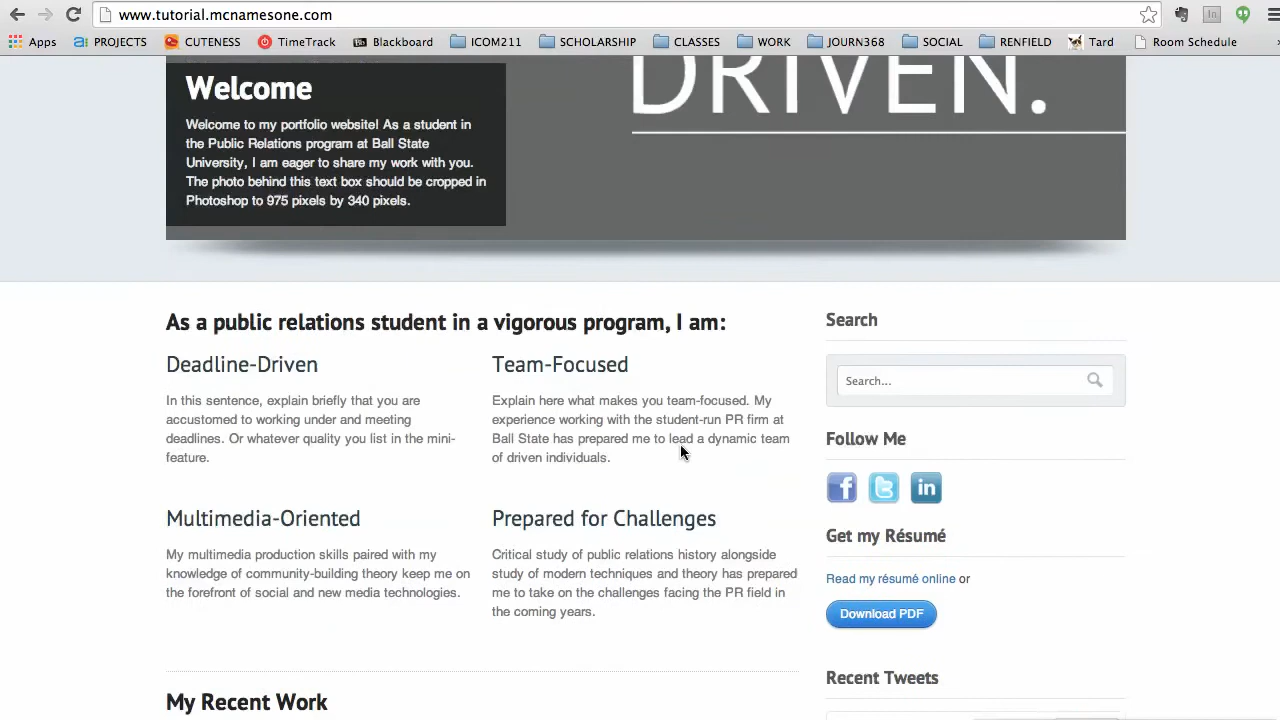 www.tutorial.mcnamesone.com
Apps PROJECTS CUTENESS TimeTrack Blackboard ICOM211 SCHOLARSHIP CLASSES WORK JOURN368 SOCIAL RENFIELD Tard Room Schedule
DRIVEN.
Welcome
Welcome to my portfolio website! As a student in
the Public Relations program at Ball State
University, I am eager to share my work with you.
The photo behind this text box should be cropped in
Photoshop to 975 pixels by 340 pixels.
As a public relations student in a vigorous program, I am:
Deadline-Driven
In this sentence, explain briefly that you are
accustomed to working under and meeting
deadlines. Or whatever quality you list in the mini-
feature.
Team-Focused
Explain here what makes you team-focused. My
experience working with the student-run PR firm at
Ball State has prepared me to lead a dynamic team
of driven individuals.
Multimedia-Oriented
My multimedia production skills paired with my
knowledge of community-building theory keep me on
the forefront of social and new media technologies.
Prepared for Challenges
Critical study of public relations history alongside
study of modern techniques and theory has prepared
me to take on the challenges facing the PR field in
the coming years.
My Recent Work
Search
Search...
Follow Me
Get my Résumé
Read my résumé online or
Download PDF
Recent Tweets